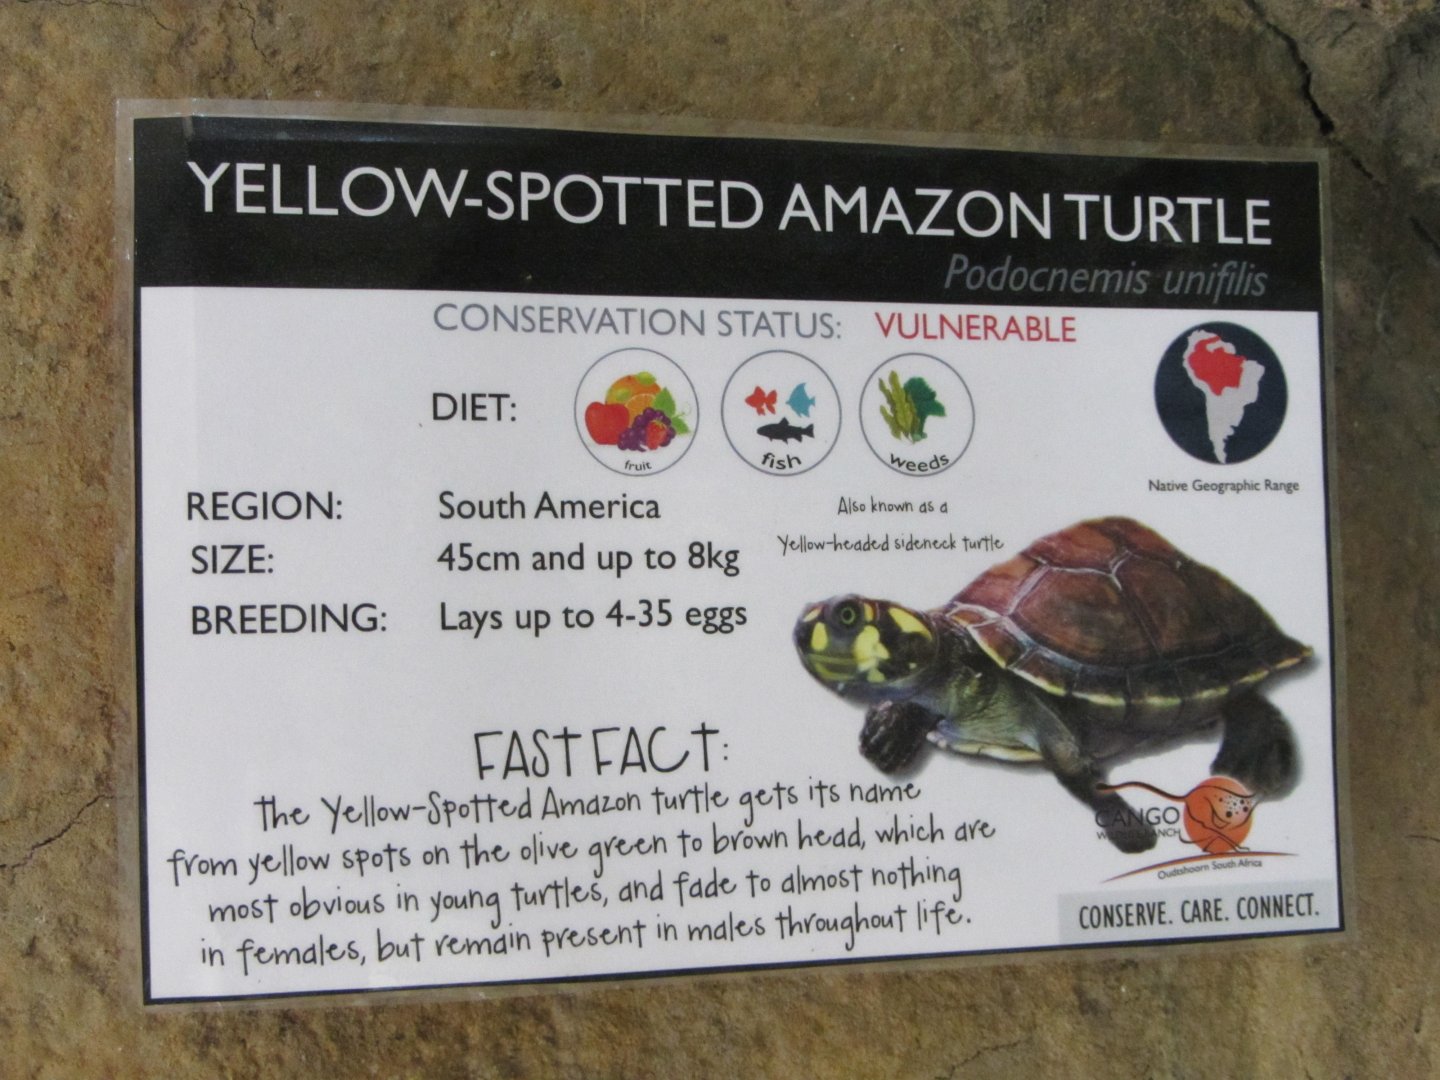 YELLOW-SPOTTED AMAZON TURTLE
Podocnemis unifilis
CONSERVATION STATUS: VULNERABLE
DIET:
fruit
fish
weeds
Native Geographic Range
REGION: South America
Also known as a
Yellow-headed sideneck turtle
SIZE: 45cm and up to 8kg
BREEDING: Lays up to 4-35 eggs
FAST FACT:
The Yellow-Spotted Amazon turtle gets its name
from yellow spots on the olive green to brown head, which are
most obvious in young turtles, and fade to almost nothing
in females, but remain present in males throughout life.
CANGO
WILDLIFE RANCH
Oudtshoorn South Africa
CONSERVE. CARE. CONNECT.